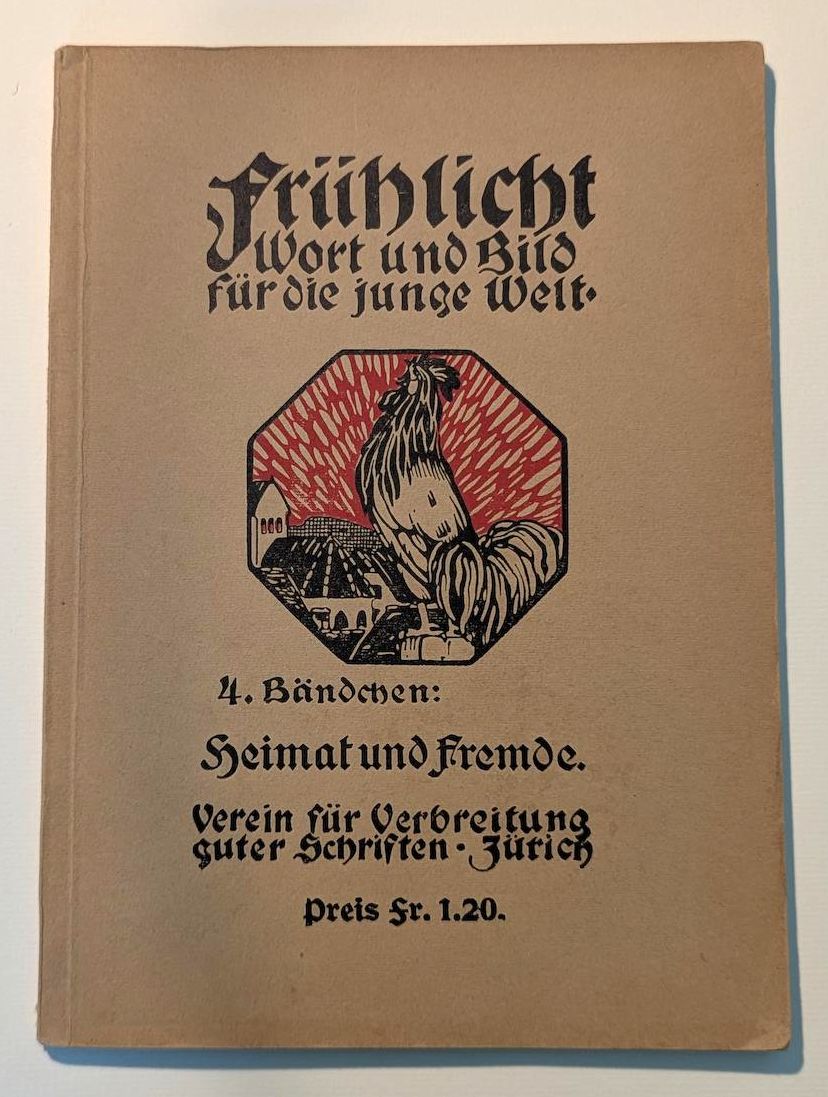 Frühlicht
Wort und Bild
für die junge Welt·
4. Bändchen:
Heimat und Fremde.
Verein für Verbreitung
guter Schriften · Zürich
Preis Fr. 1.20.